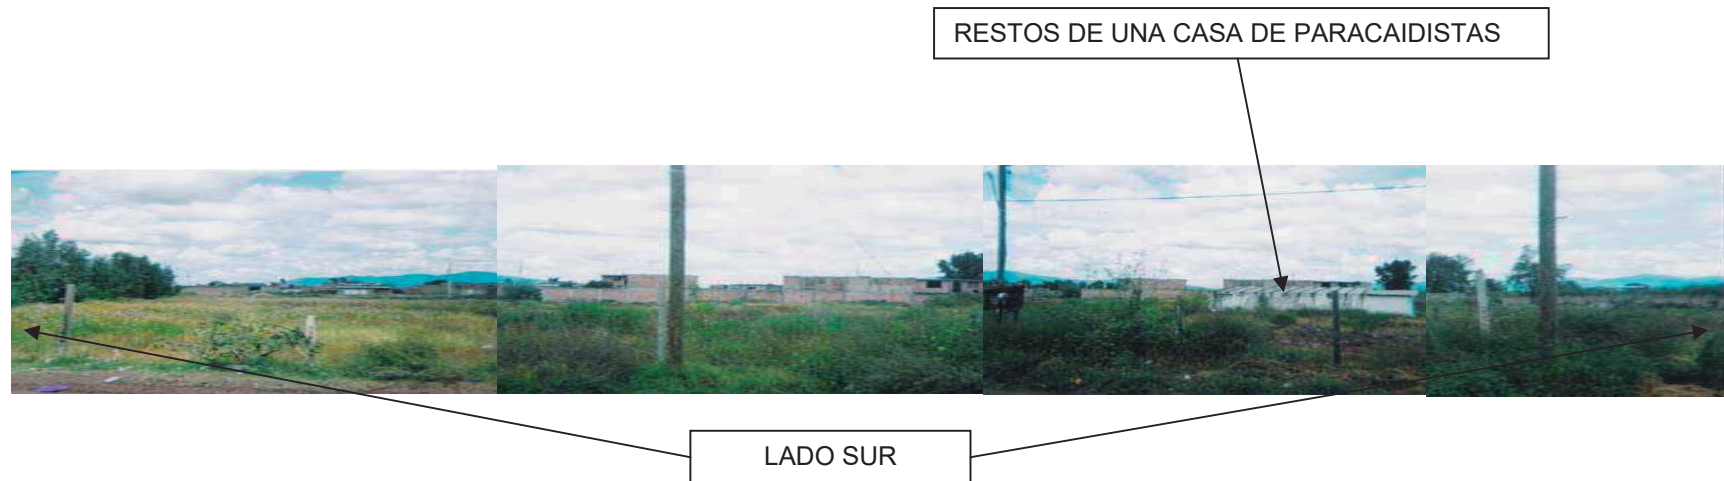 RESTOS DE UNA CASA DE PARACAIDISTAS
LADO SUR